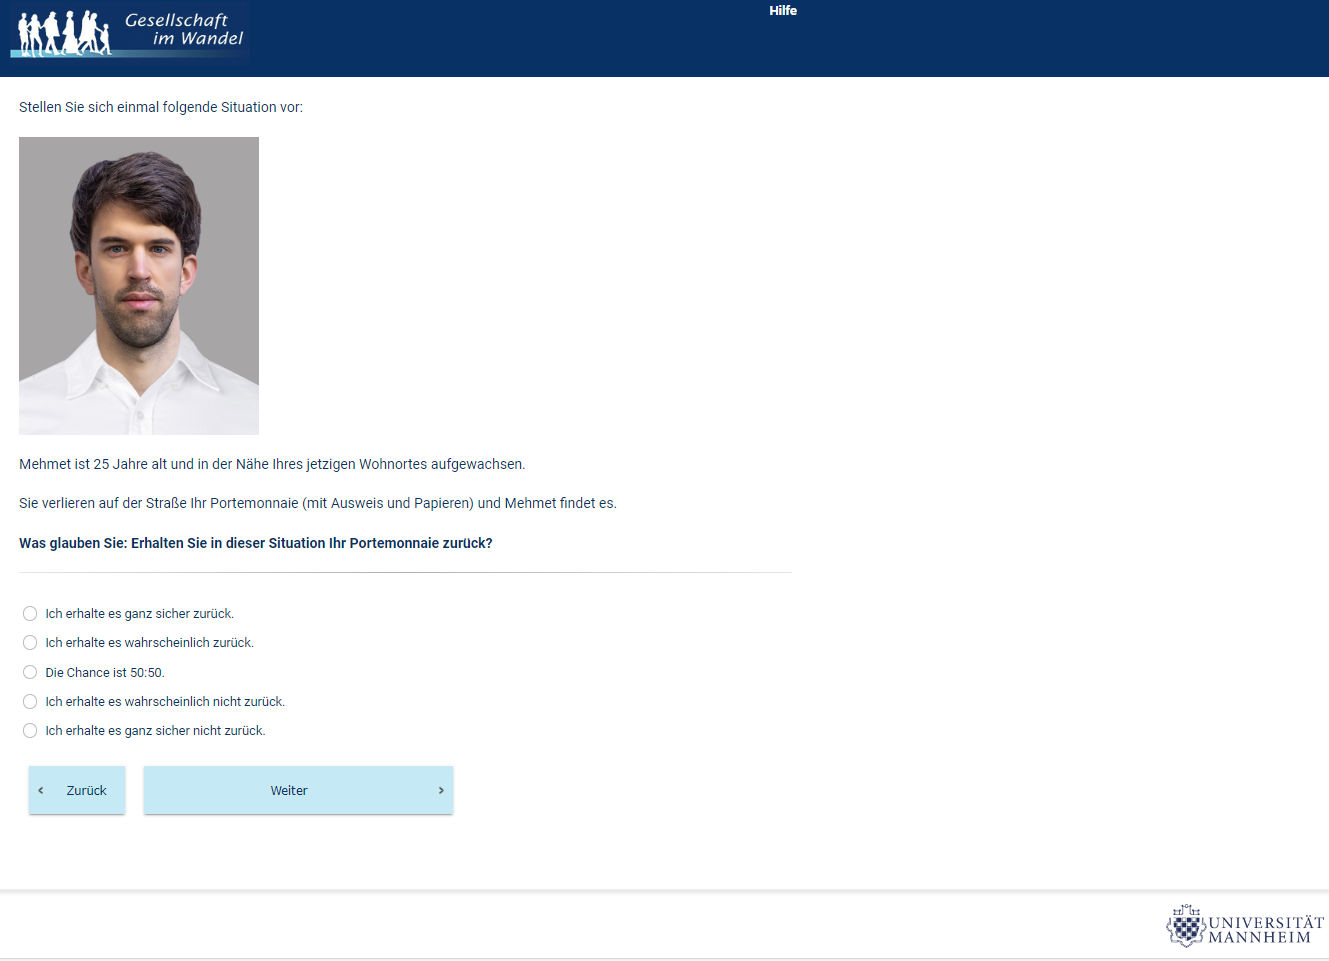 Gesellschaft
im Wandel
Hilfe
Stellen Sie sich einmal folgende Situation vor:
Mehmet ist 25 Jahre alt und in der Nähe Ihres jetzigen Wohnortes aufgewachsen.
Sie verlieren auf der Straße Ihr Portemonnaie (mit Ausweis und Papieren) und Mehmet findet es.
Was glauben Sie: Erhalten Sie in dieser Situation Ihr Portemonnaie zurück?
Ich erhalte es ganz sicher zurück.
Ich erhalte es wahrscheinlich zurück.
Die Chance ist 50:50.
Ich erhalte es wahrscheinlich nicht zurück.
Ich erhalte es ganz sicher nicht zurück.
‹ Zurück
Weiter ›
UNIVERSITÄT
MANNHEIM